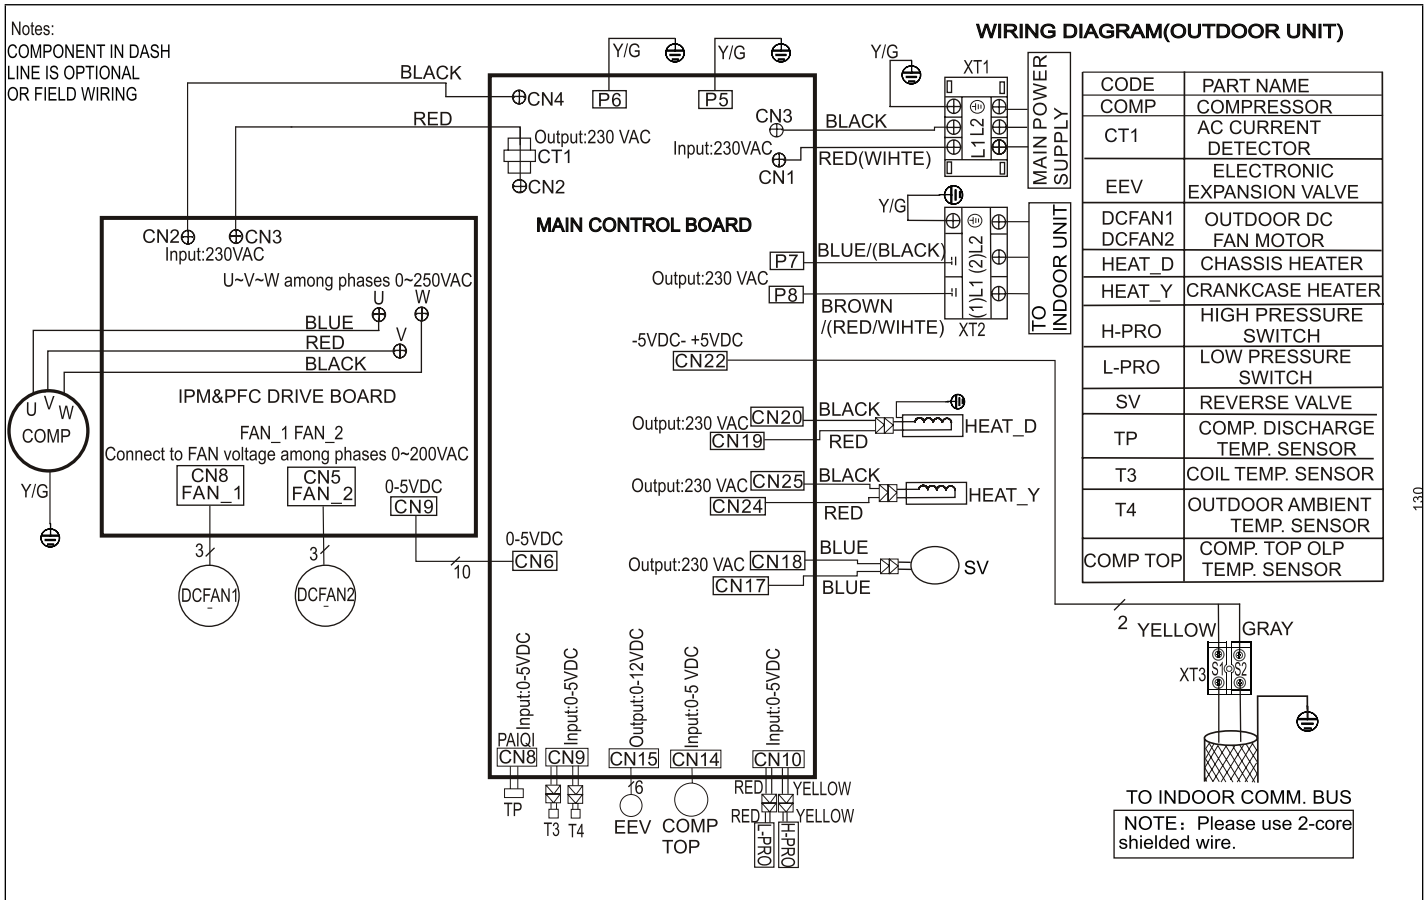 Notes:
COMPONENT IN DASH
LINE IS OPTIONAL
OR FIELD WIRING
WIRING DIAGRAM(OUTDOOR UNIT)
BLACK
RED
CN4
Output:230 VAC
CT1
CN2
Y/G
P6
Y/G
P5
CN3
Input:230VAC
CN1
BLACK
RED(WIHTE)
Y/G
XT1
L1 L2
MAIN POWER
SUPPLY
MAIN CONTROL BOARD
Y/G
P7
BLUE/(BLACK)
Output:230 VAC
P8
BROWN
/(RED/WIHTE)
(1)L1 (2)L2
XT2
TO
INDOOR UNIT
-5VDC- +5VDC
CN22
Output:230 VAC
CN20
CN19
BLACK
RED
HEAT_D
Output:230 VAC
CN25
CN24
BLACK
RED
HEAT_Y
Output:230 VAC
CN18
CN17
BLUE
BLUE
SV
CN2
CN3
Input:230VAC
U~V~W among phases 0~250VAC
U
W
V
BLUE
RED
BLACK
IPM&PFC DRIVE BOARD
U
V
W
COMP
Y/G
FAN_1 FAN_2
Connect to FAN voltage among phases 0~200VAC
CN8
FAN_1
CN5
FAN_2
0-5VDC
CN9
3
3
DCFAN1
DCFAN2
10
0-5VDC
CN6
PAIQI
Input:0-5VDC
CN8
TP
Input:0-5VDC
CN9
T3
T4
Output:0-12VDC
CN15
6
EEV
Input:0-5 VDC
CN14
COMP
TOP
Input:0-5VDC
CN10
RED
YELLOW
RED
YELLOW
L-PRO
H-PRO
CODE PART NAME
COMP COMPRESSOR
CT1 AC CURRENT
DETECTOR
EEV ELECTRONIC
EXPANSION VALVE
DCFAN1 OUTDOOR DC
DCFAN2 FAN MOTOR
HEAT_D CHASSIS HEATER
HEAT_Y CRANKCASE HEATER
H-PRO HIGH PRESSURE
SWITCH
L-PRO LOW PRESSURE
SWITCH
SV REVERSE VALVE
TP COMP. DISCHARGE
TEMP. SENSOR
T3 COIL TEMP. SENSOR
T4 OUTDOOR AMBIENT
TEMP. SENSOR
COMP TOP COMP. TOP OLP
TEMP. SENSOR
130
2
YELLOW
GRAY
XT3
S1
S2
TO INDOOR COMM. BUS
NOTE：Please use 2-core
shielded wire.